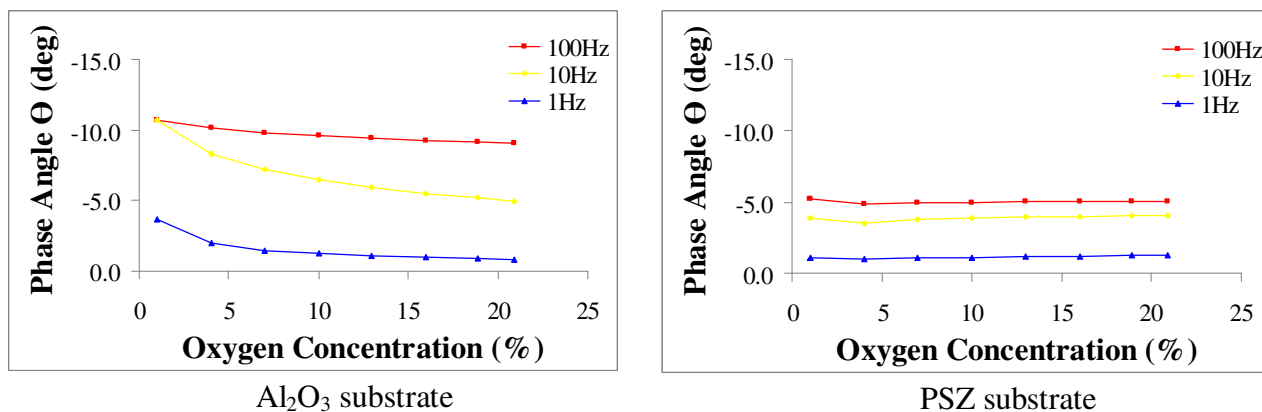 Phase Angle Ө (deg)
-15.0
-10.0
-5.0
0.0
0 5 10 15 20 25
Oxygen Concentration (%)
100Hz
10Hz
1Hz
Al₂O₃ substrate
Phase Angle Ө (deg)
-15.0
-10.0
-5.0
0.0
0 5 10 15 20 25
Oxygen Concentration (%)
100Hz
10Hz
1Hz
PSZ substrate